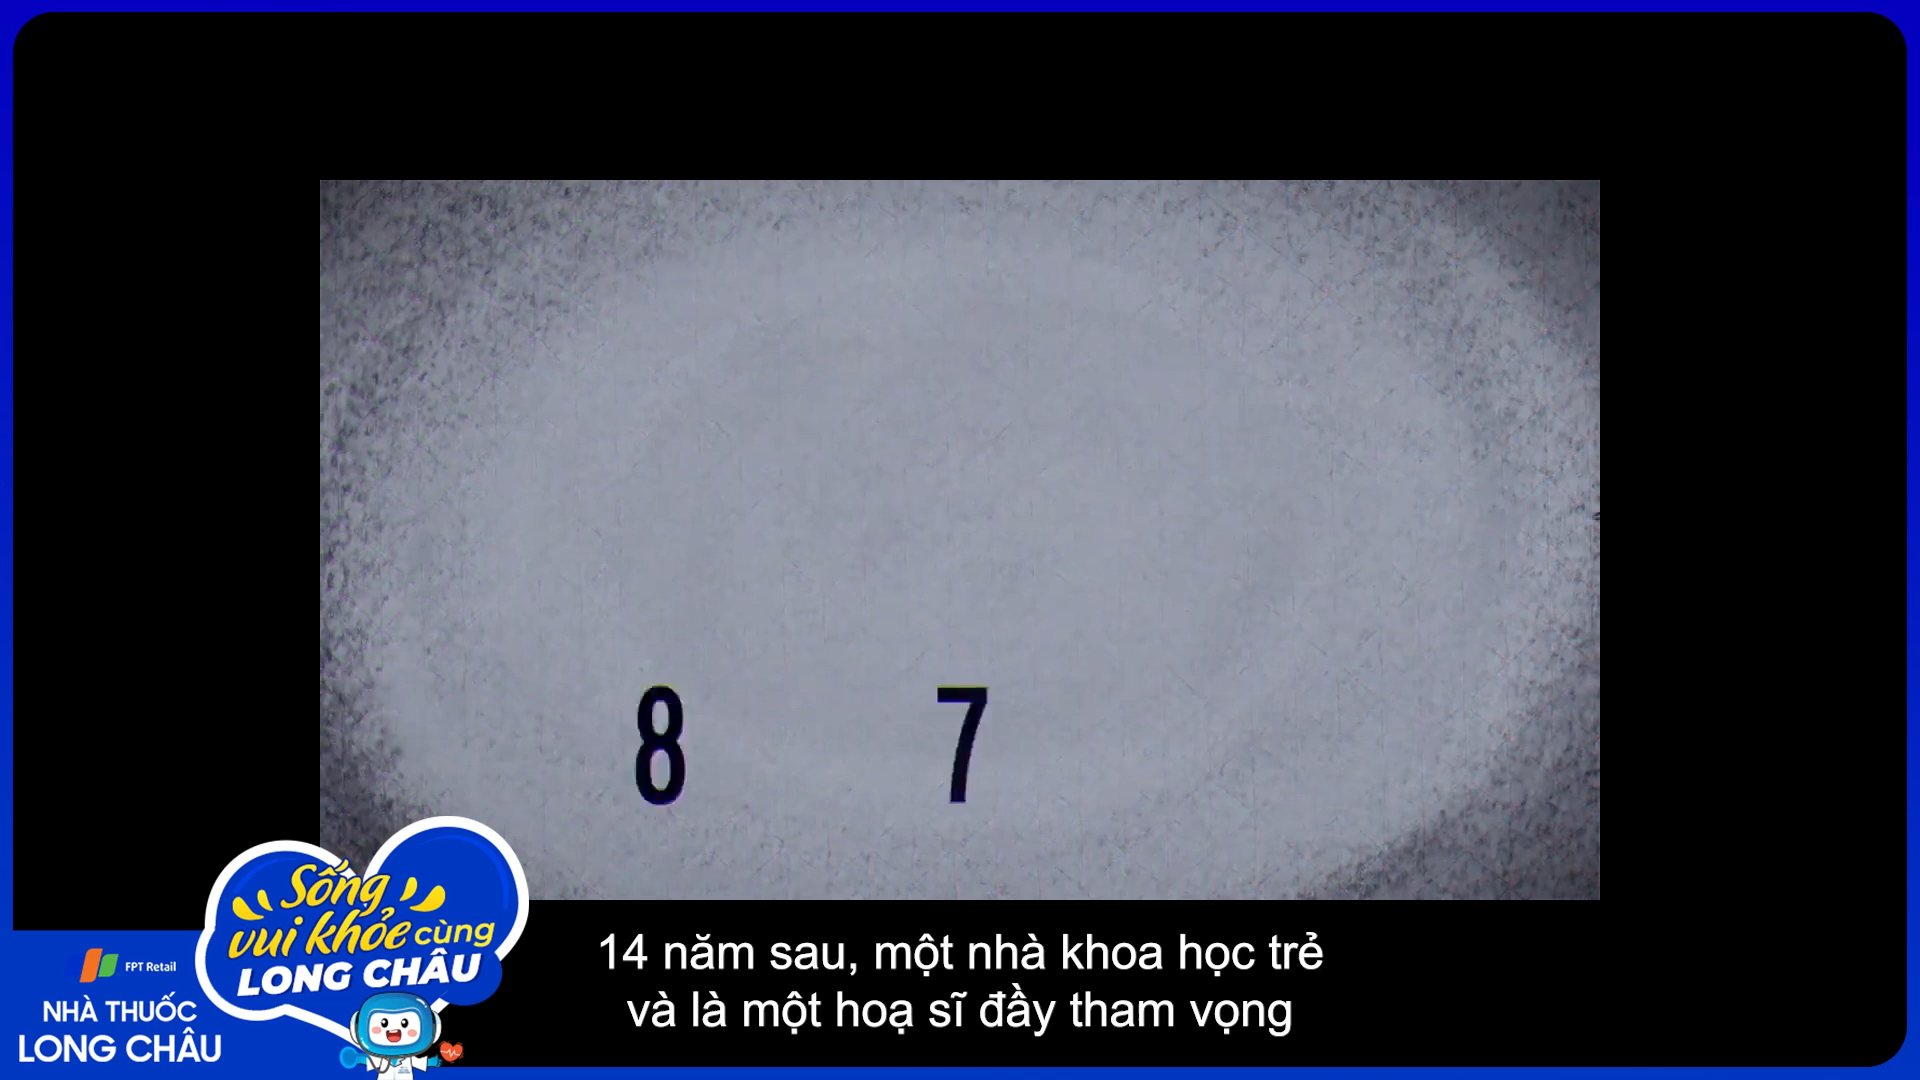 8 7
Sống
vui khỏe cùng
LONG CHÂU
FPT Retail
NHÀ THUỐC
LONG CHÂU
14 năm sau, một nhà khoa học trẻ
và là một hoạ sĩ đầy tham vọng